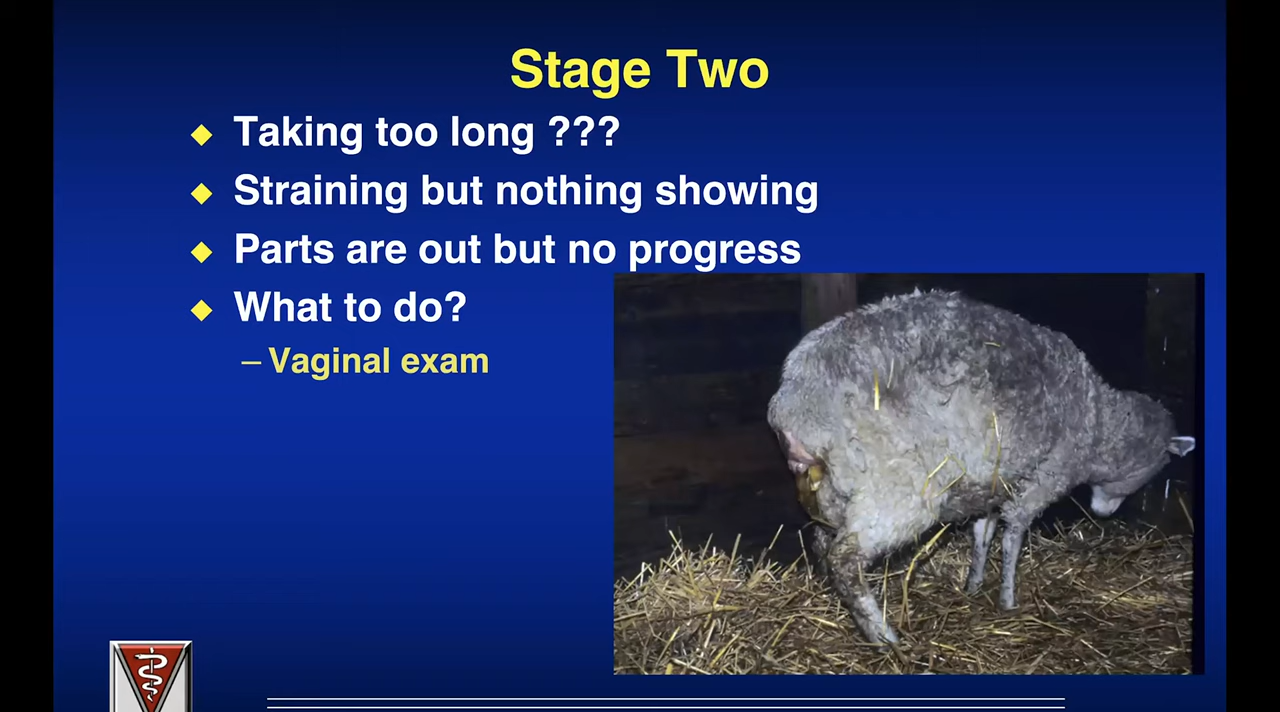 Stage Two
Taking too long ???
Straining but nothing showing
Parts are out but no progress
What to do?
– Vaginal exam